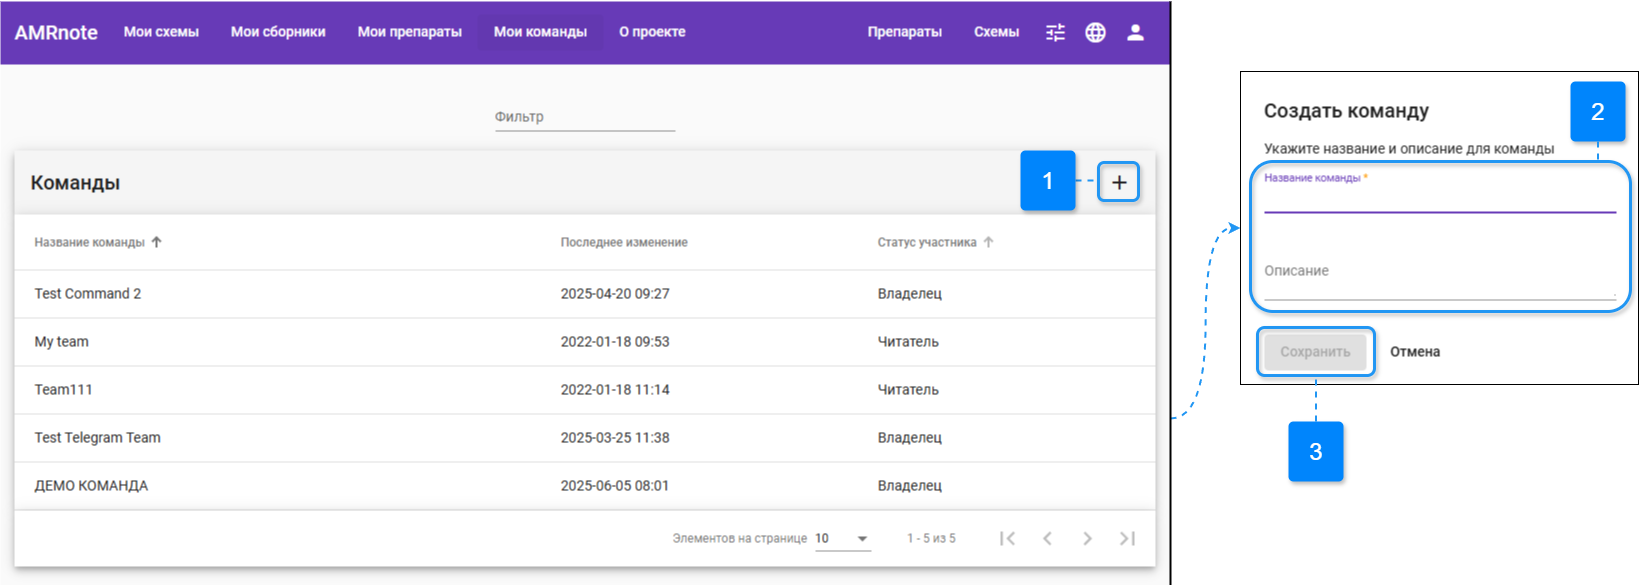 AMRnote Мои схемы Мои сборники Мои препараты Мои команды О проекте Препараты Схемы
Фильтр
Команды
1
Название команды Последнее изменение Статус участника
Test Command 2 2025-04-20 09:27 Владелец
My team 2022-01-18 09:53 Читатель
Team111 2022-01-18 11:14 Читатель
Test Telegram Team 2025-03-25 11:38 Владелец
ДЕМО КОМАНДА 2025-06-05 08:01 Владелец
Элементов на странице 10 1 - 5 из 5
Создать команду
2
Укажите название и описание для команды
Название команды *
Описание
Сохранить Отмена
3